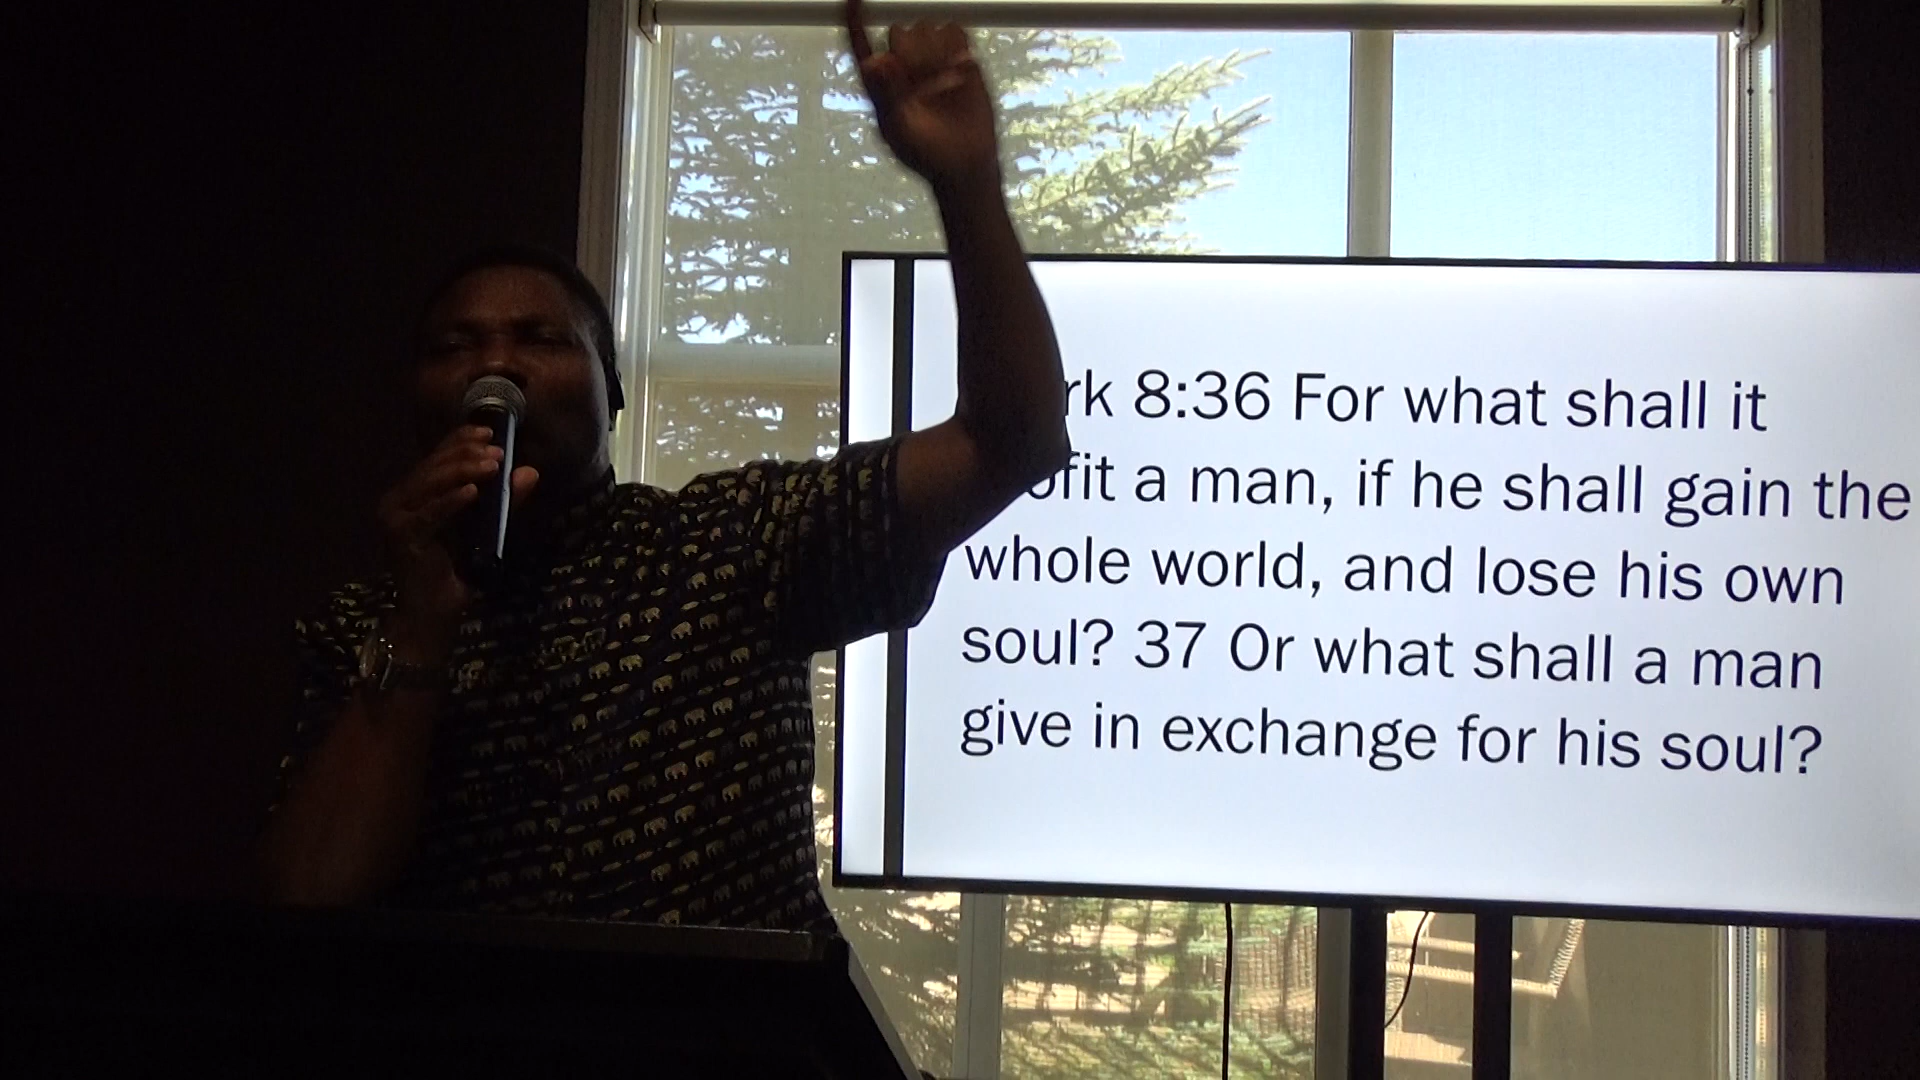 rk 8:36 For what shall it
ofit a man, if he shall gain the
whole world, and lose his own
soul? 37 Or what shall a man
give in exchange for his soul?